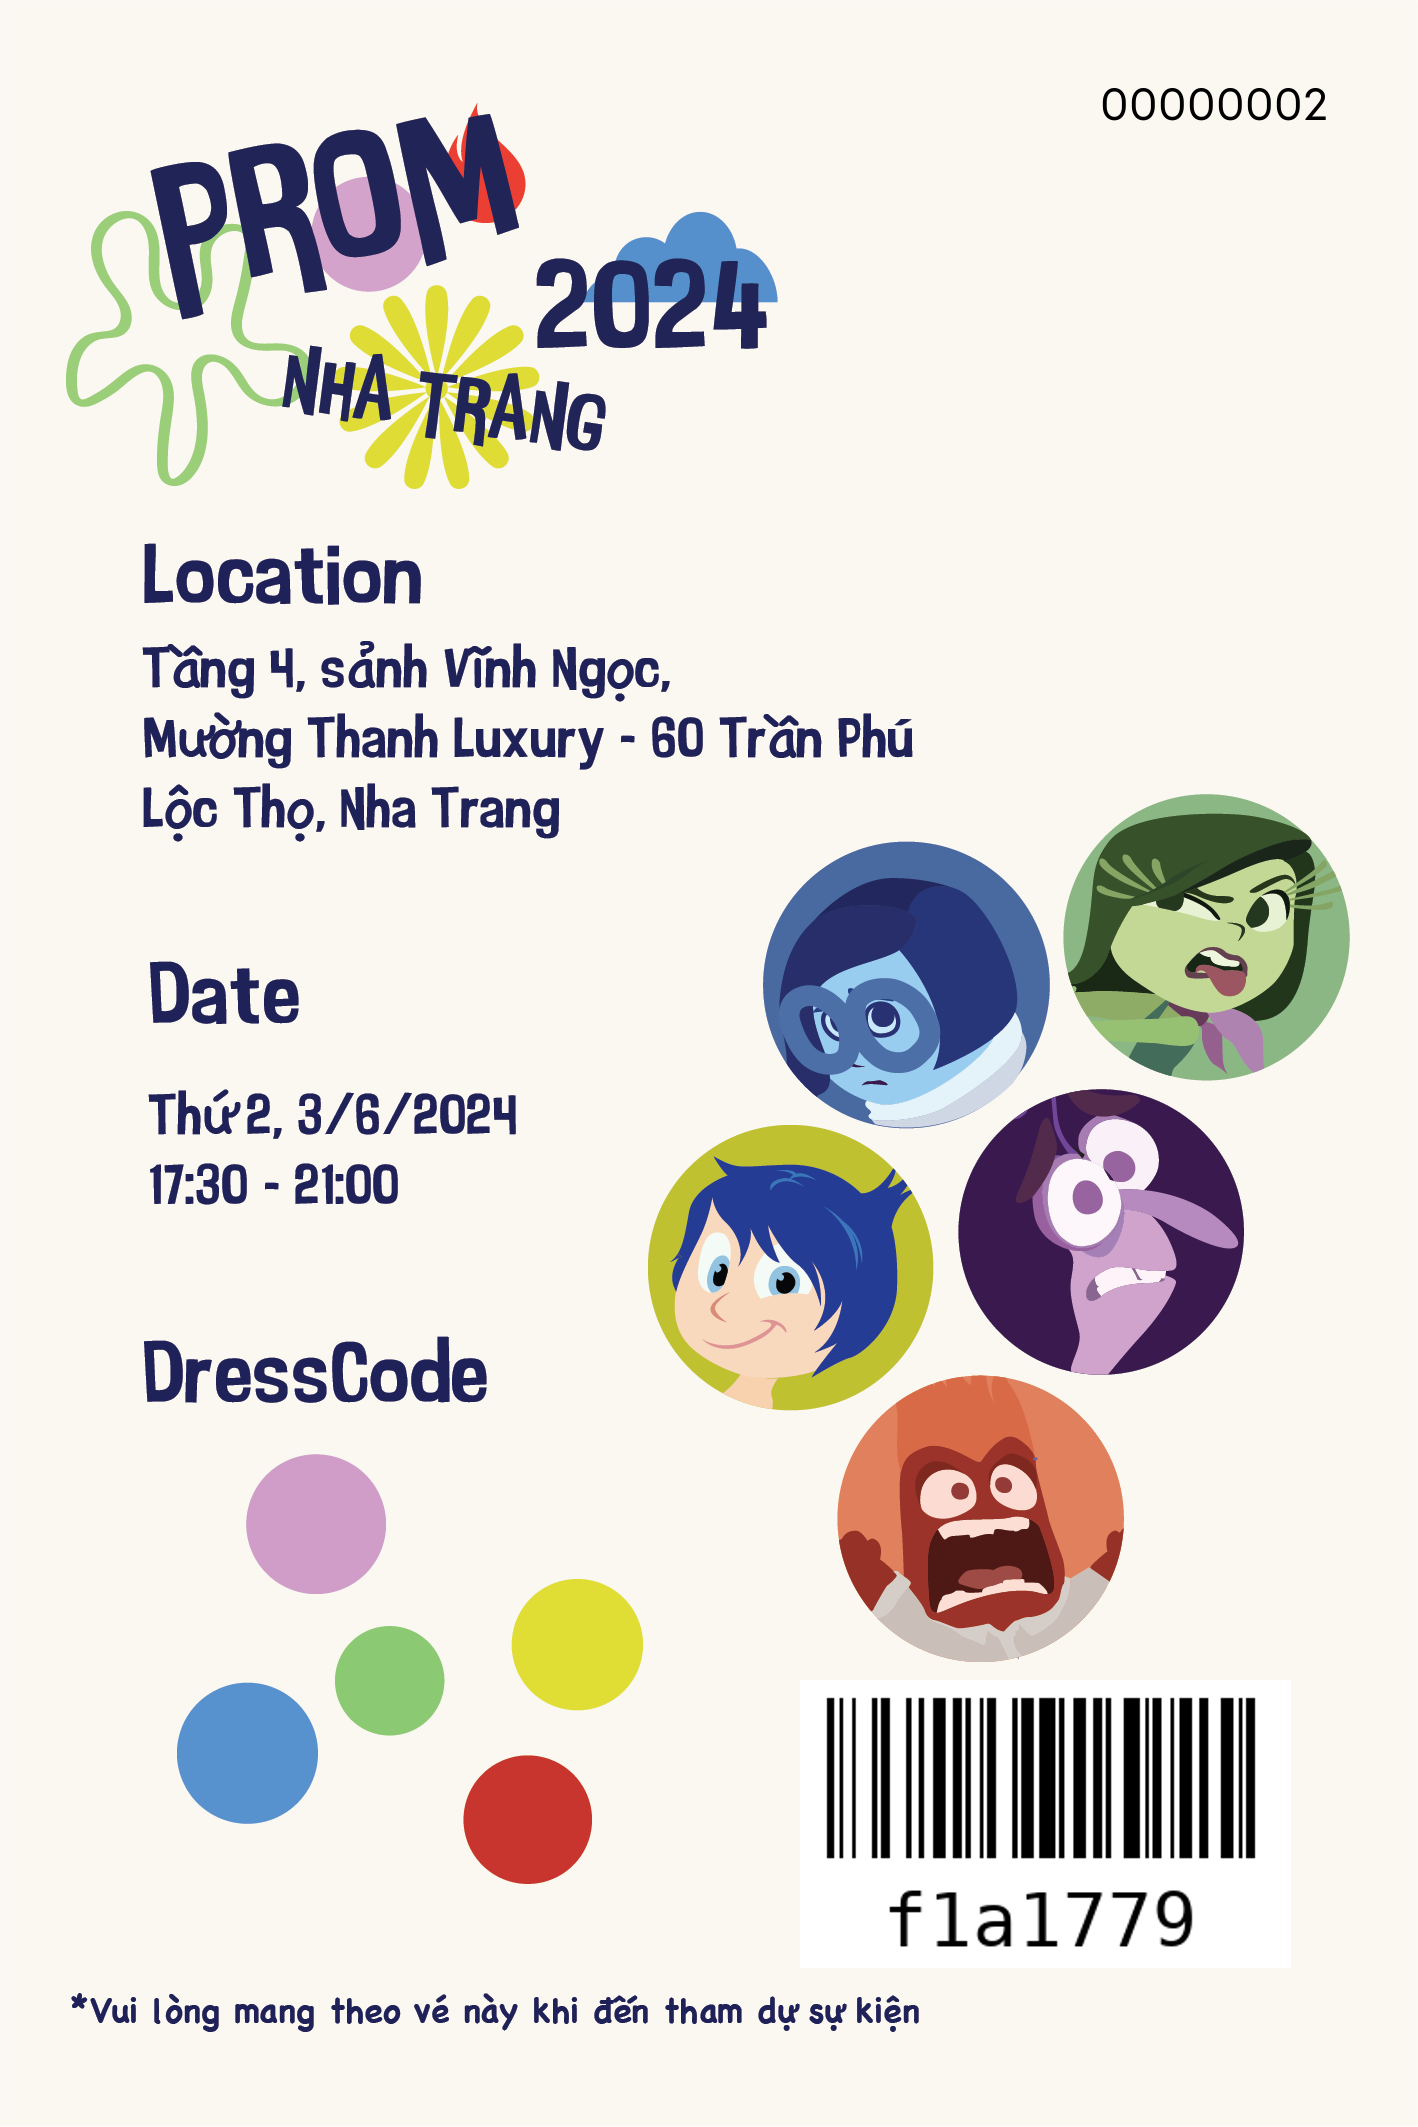 00000002
PROM
2024
NHA TRANG
Location
Tầng 4, sảnh Vĩnh Ngọc,
Mường Thanh Luxury - 60 Trần Phú
Lộc Thọ, Nha Trang
Date
Thứ 2, 3/6/2024
17:30 - 21:00
DressCode
f1a1779
*Vui lòng mang theo vé này khi đến tham dự sự kiện